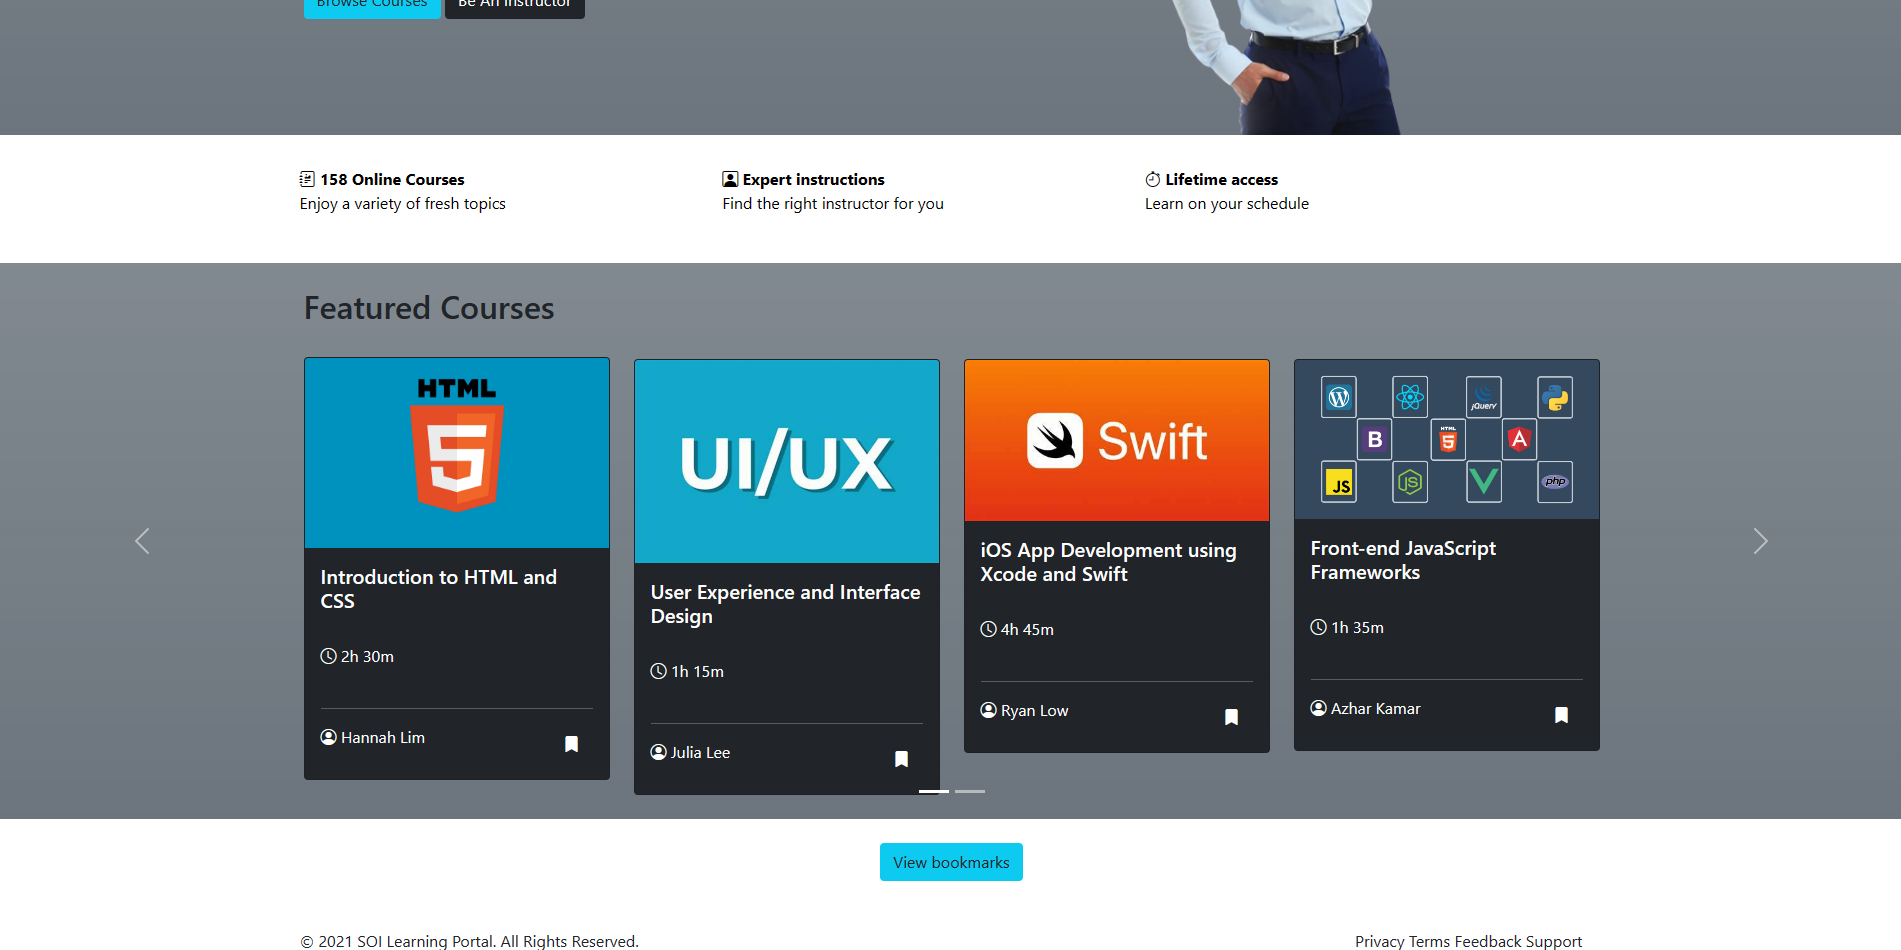 Browse Courses
Be An Instructor
158 Online Courses
Enjoy a variety of fresh topics
Expert instructions
Find the right instructor for you
Lifetime access
Learn on your schedule
Featured Courses
HTML
5
Introduction to HTML and
CSS
2h 30m
Hannah Lim
UI/UX
User Experience and Interface
Design
1h 15m
Julia Lee
Swift
iOS App Development using
Xcode and Swift
4h 45m
Ryan Low
W
jQuery
B
HTML
5
A
JS
JS
php
Front-end JavaScript
Frameworks
1h 35m
Azhar Kamar
View bookmarks
© 2021 SOI Learning Portal. All Rights Reserved.
Privacy Terms Feedback Support